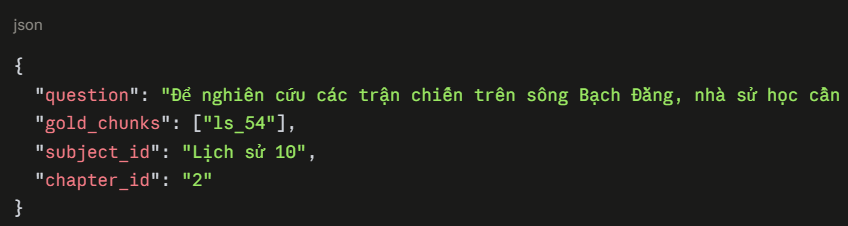 json
{
"question": "Để nghiên cứu các trận chiến trên sông Bạch Đằng, nhà sử học cần
"gold_chunks": ["ls_54"],
"subject_id": "Lịch sử 10",
"chapter_id": "2"
}